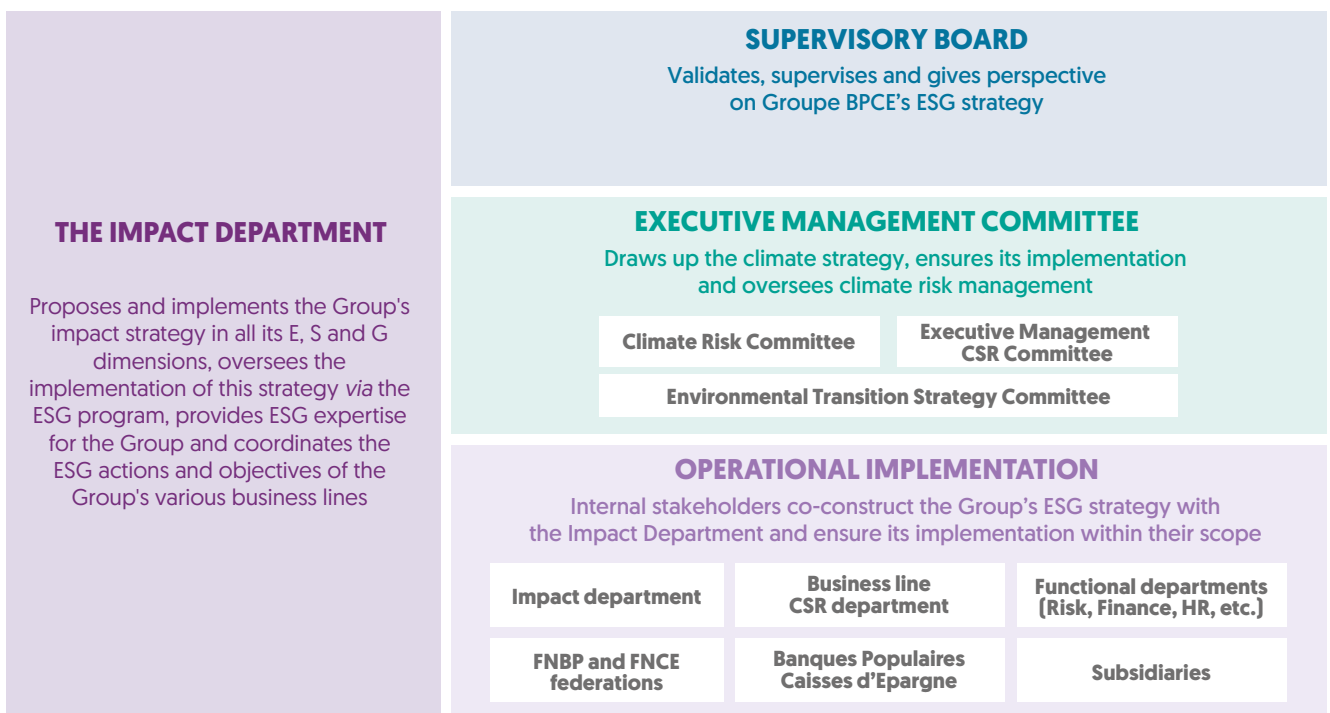 THE IMPACT DEPARTMENT
Proposes and implements the Group's
impact strategy in all its E, S and G
dimensions, oversees the
implementation of this strategy via the
ESG program, provides ESG expertise
for the Group and coordinates the
ESG actions and objectives of the
Group's various business lines
SUPERVISORY BOARD
Validates, supervises and gives perspective
on Groupe BPCE’s ESG strategy
EXECUTIVE MANAGEMENT COMMITTEE
Draws up the climate strategy, ensures its implementation
and oversees climate risk management
Climate Risk Committee
Executive Management
CSR Committee
Environmental Transition Strategy Committee
OPERATIONAL IMPLEMENTATION
Internal stakeholders co-construct the Group’s ESG strategy with
the Impact Department and ensure its implementation within their scope
Impact department
Business line
CSR department
Functional departments
(Risk, Finance, HR, etc.)
FNBP and FNCE
federations
Banques Populaires
Caisses d’Epargne
Subsidiaries